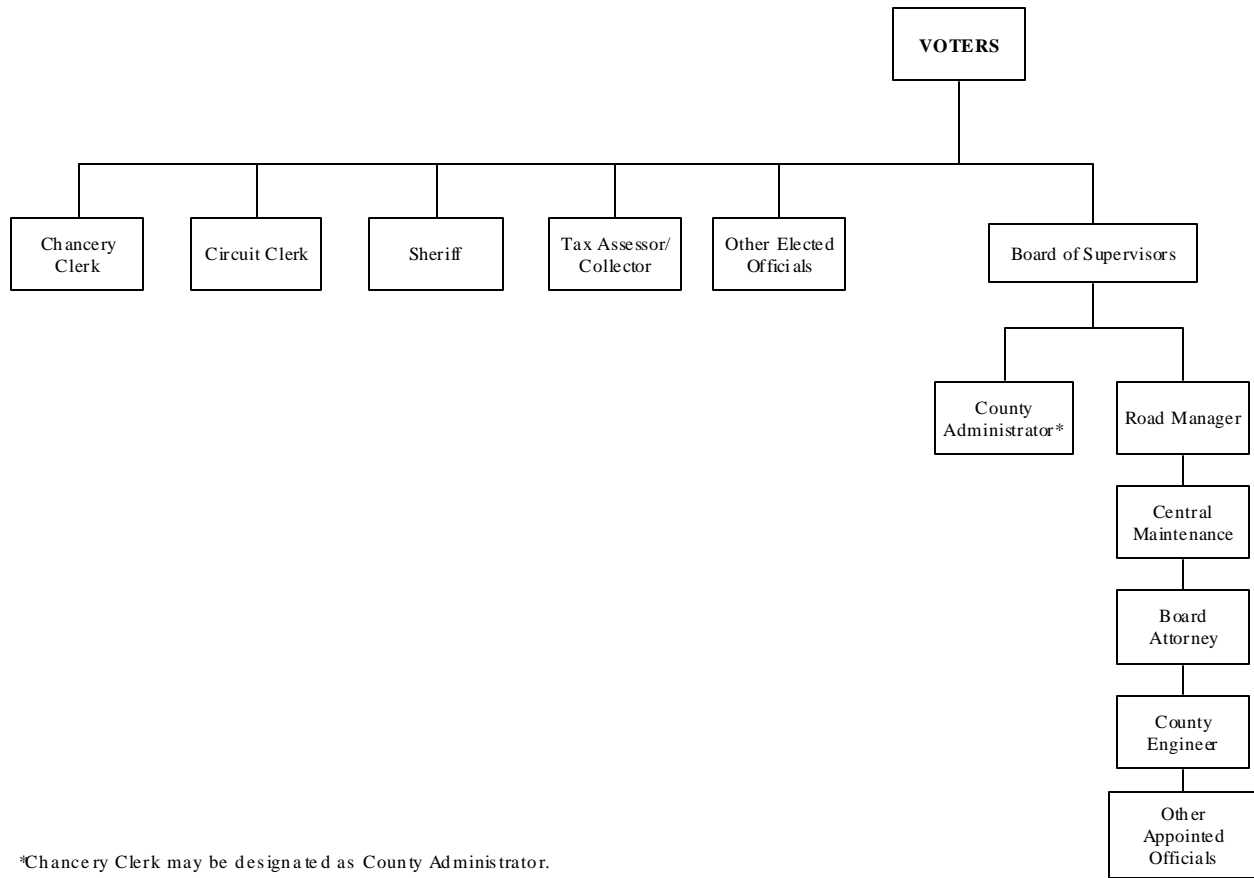 VOTERS
Chancery
Clerk
Circuit Clerk
Sheriff
Tax Assessor/
Collector
Other Elected
Officials
Board of Supervisors
County
Administrator*
Road Manager
Central
Maintenance
Board
Attorney
County
Engineer
Other
Appointed
Officials
*Chancery Clerk may be designated as County Administrator.